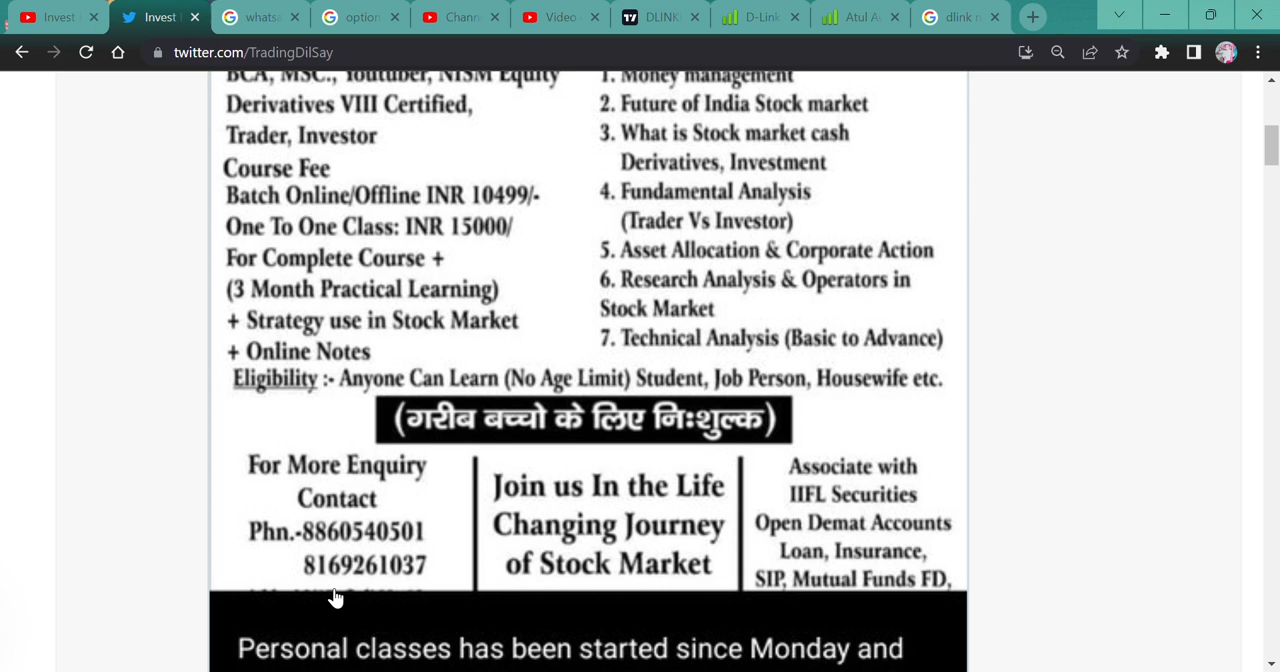 Invest
Invest
whats
option
Chann
Video
DLINK
D-Link
Atul A
dlink n
twitter.com/TradingDilSay
BCA, MSC., Youtuber, NISM Equity
Derivatives VIII Certified,
Trader, Investor
Course Fee
Batch Online/Offline INR 10499/-
One To One Class: INR 15000/
For Complete Course +
(3 Month Practical Learning)
+ Strategy use in Stock Market
+ Online Notes
1. Money management
2. Future of India Stock market
3. What is Stock market cash
Derivatives, Investment
4. Fundamental Analysis
(Trader Vs Investor)
5. Asset Allocation & Corporate Action
6. Research Analysis & Operators in
Stock Market
7. Technical Analysis (Basic to Advance)
Eligibility :- Anyone Can Learn (No Age Limit) Student, Job Person, Housewife etc.
(गरीब बच्चो के लिए निःशुल्क)
For More Enquiry
Contact
Phn.-8860540501
8169261037
Join us In the Life
Changing Journey
of Stock Market
Associate with
IIFL Securities
Open Demat Accounts
Loan, Insurance,
SIP, Mutual Funds FD,
Personal classes has been started since Monday and